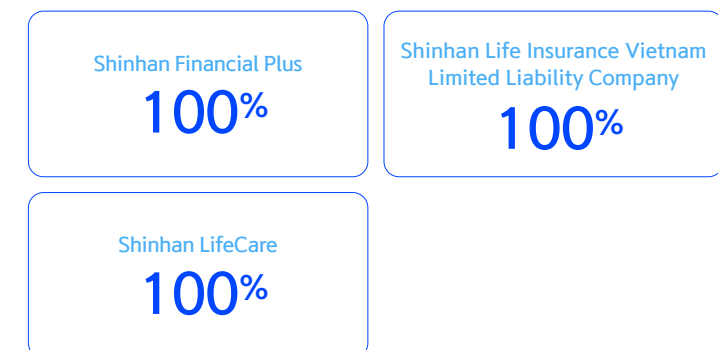 Shinhan Financial Plus
100%
Shinhan Life Insurance Vietnam
Limited Liability Company
100%
Shinhan LifeCare
100%